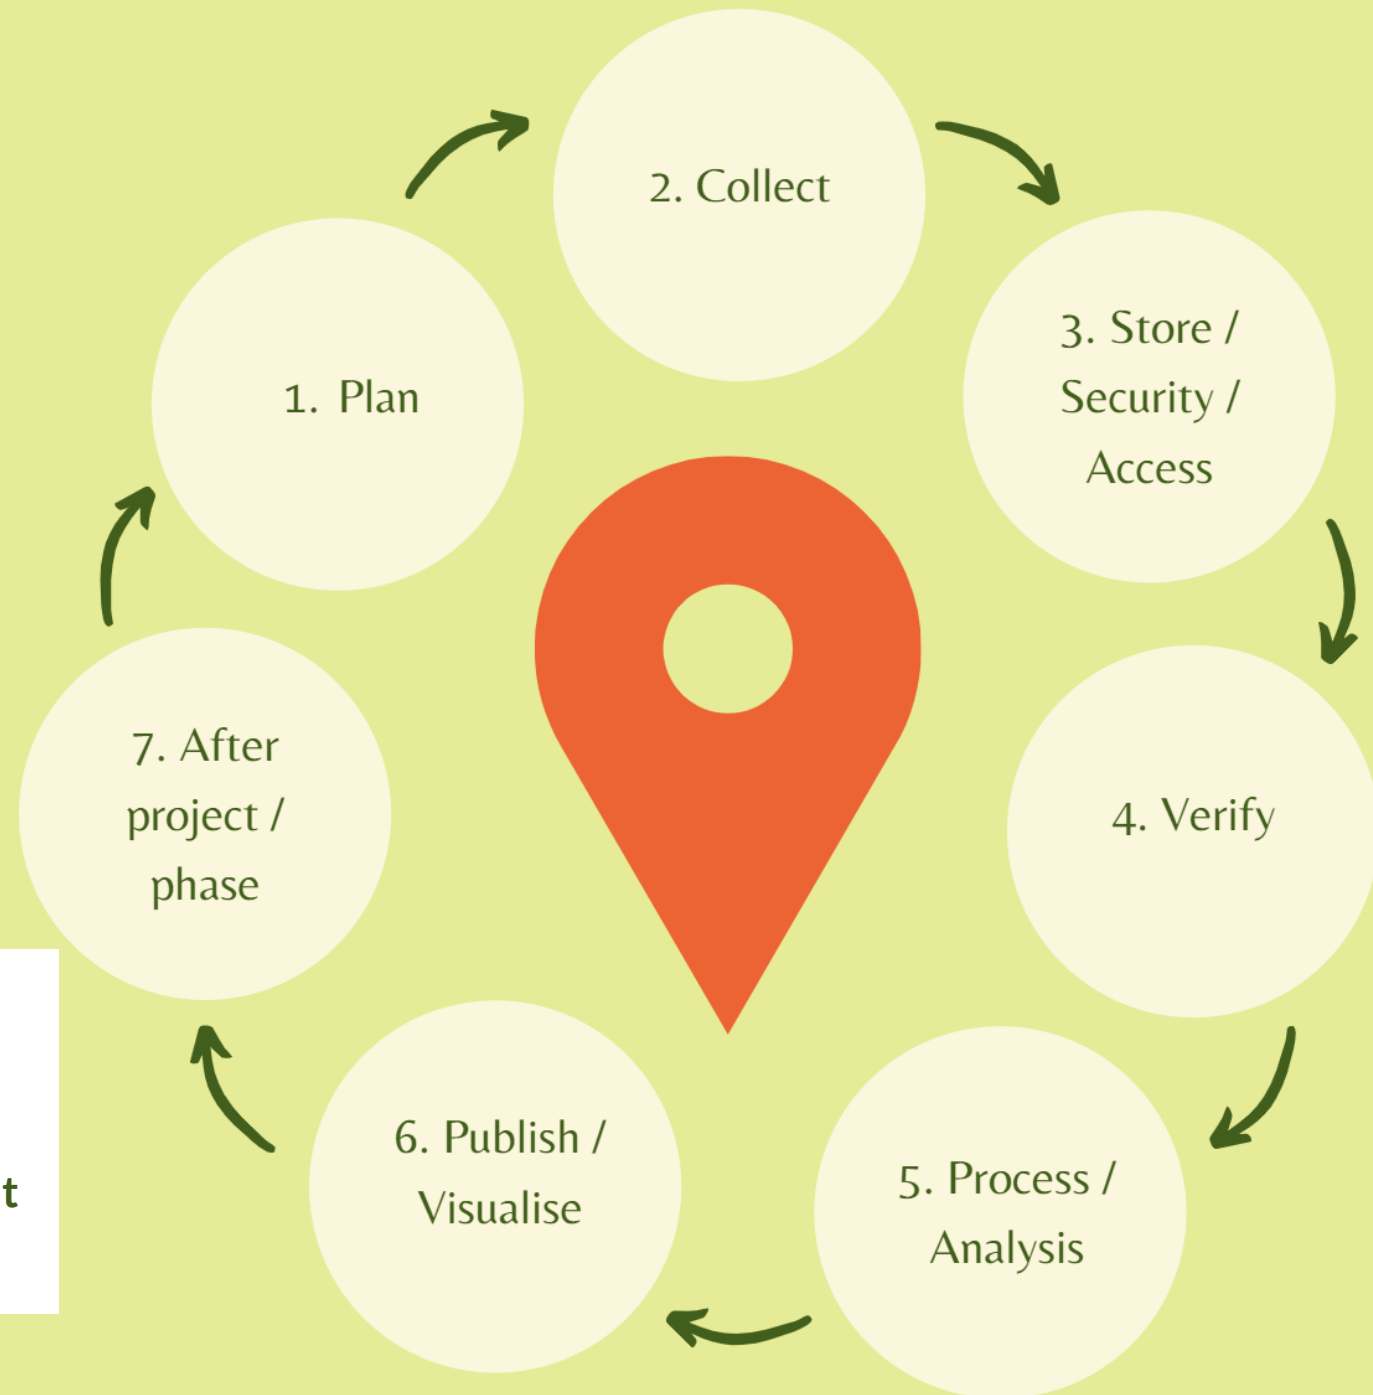 1. Plan
2. Collect
3. Store /
Security /
Access
4. Verify
5. Process /
Analysis
6. Publish /
Visualise
7. After
project /
phase
t